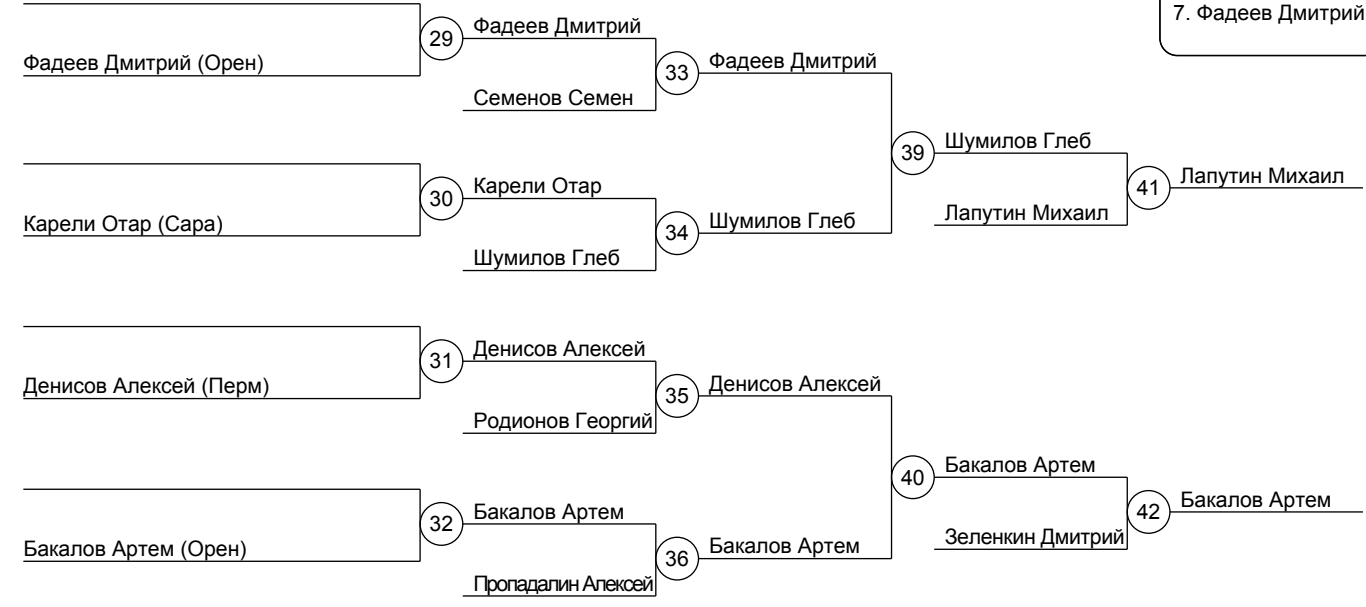 7. Фадеев Дмитрий
Фадеев Дмитрий
29
Фадеев Дмитрий (Орен)
Фадеев Дмитрий
33
Семенов Семен
Шумилов Глеб
39
Карели Отар
Лапутин Михаил
41
30
Карели Отар (Сара)
Шумилов Глеб
34
Лапутин Михаил
Шумилов Глеб
Денисов Алексей
31
Денисов Алексей (Перм)
Денисов Алексей
35
Родионов Георгий
Бакалов Артем
40
Бакалов Артем
Бакалов Артем
42
32
Зеленкин Дмитрий
Бакалов Артем (Орен)
Бакалов Артем
36
Пропадалин Алексей